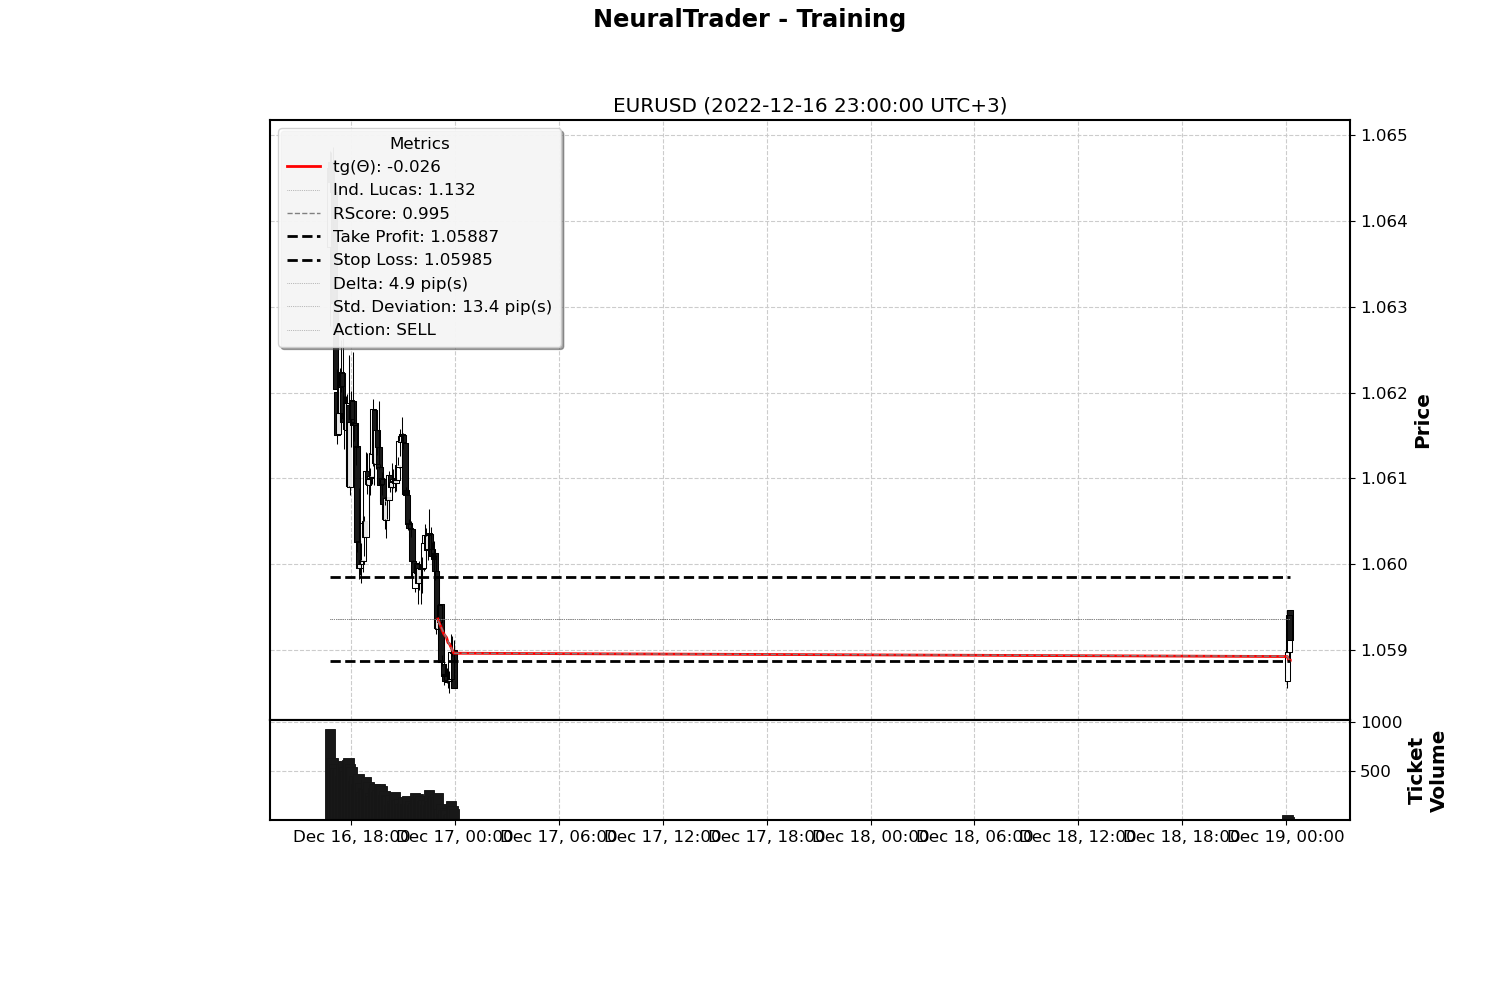 NeuralTrader - Training
EURUSD (2022-12-16 23:00:00 UTC+3)
Metrics
tg(Θ): -0.026
Ind. Lucas: 1.132
RScore: 0.995
Take Profit: 1.05887
Stop Loss: 1.05985
Delta: 4.9 pip(s)
Std. Deviation: 13.4 pip(s)
Action: SELL
1.065
1.064
1.063
1.062
1.061
1.060
1.059
Price
1000
500
Ticket
Volume
Dec 16, 18:00
Dec 17, 00:00
Dec 17, 06:00
Dec 17, 12:00
Dec 17, 18:00
Dec 18, 00:00
Dec 18, 06:00
Dec 18, 12:00
Dec 18, 18:00
Dec 19, 00:00